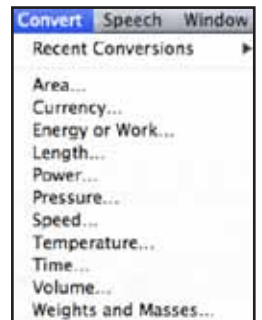 Convert Speech Window
Recent Conversions
Area...
Currency...
Energy or Work...
Length...
Power...
Pressure...
Speed...
Temperature...
Time...
Volume...
Weights and Masses...